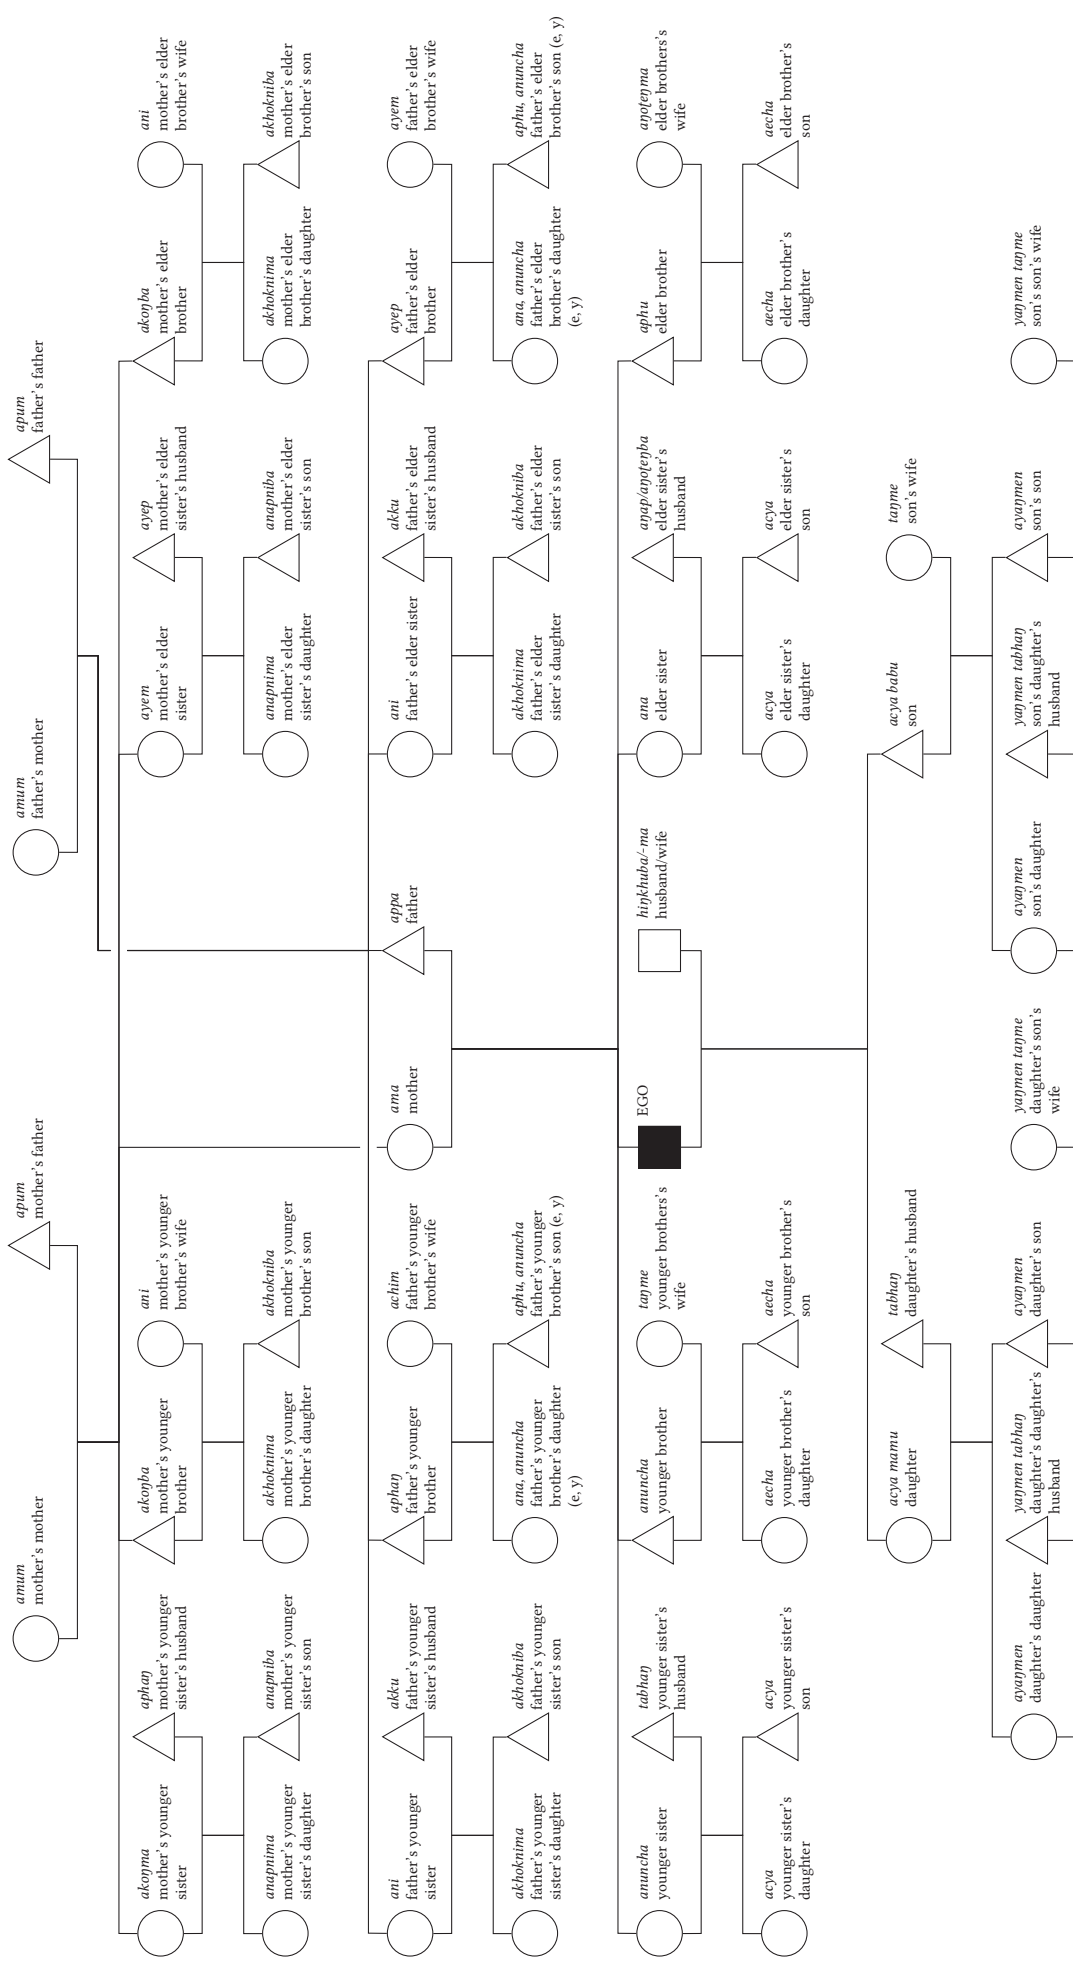 amum
mother's mother
apum
mother's father
amum
father's mother
apum
father's father
akoŋma
mother's younger
sister
aphaŋ
mother's younger
sister's husband
akoŋba
mother's younger
brother
ani
mother's younger
brother's wife
ayem
mother's elder
sister
ayep
mother's elder
sister's husband
akoŋba
mother's elder
brother
ani
mother's elder
brother's wife
anapnima
mother's younger
sister's daughter
anapniba
mother's younger
sister's son
akhoknima
mother's younger
brother's daughter
akhokniba
mother's younger
brother's son
anapnima
mother's elder
sister's daughter
anapniba
mother's elder
sister's son
akhoknima
mother's elder
brother's daughter
akhokniba
mother's elder
brother's son
ani
father's younger
sister
akku
father's younger
sister's husband
aphaŋ
father's younger
brother
achim
father's younger
brother's wife
ama
mother
appa
father
ani
father's elder sister
akku
father's elder
sister's husband
ayep
father's elder
brother
ayem
father's elder
brother's wife
akhoknima
father's younger
sister's daughter
akhokniba
father's younger
sister's son
ana, anuncha
father's younger
brother's daughter
(e, y)
aphu, anuncha
father's younger
brother's son (e, y)
akhoknima
father's elder
sister's daughter
akhokniba
father's elder
sister's son
ana, anuncha
father's elder
brother's daughter
(e, y)
aphu, anuncha
father's elder
brother's son (e, y)
anuncha
younger sister
tabhaŋ
younger sister's
husband
anuncha
younger brother
taŋme
younger brothers's
wife
EGO
hiŋkhuba/-ma
husband/wife
ana
elder sister
aŋap/aŋoʈeŋba
elder sister's
husband
aphu
elder brother
aŋoʈeŋma
elder brothers's
wife
acya
younger sister's
daughter
acya
younger sister's
son
aecha
younger brother's
daughter
aecha
younger brother's
son
acya
elder sister's
daughter
acya
elder sister's
son
aecha
elder brother's
daughter
aecha
elder brother's
son
acya mamu
daughter
tabhaŋ
daughter's husband
acya babu
son
taŋme
son's wife
ayaŋmen
daughter's daughter
yaŋmen tabhaŋ
daughter's daughter's
husband
ayaŋmen
daughter's son
yaŋmen taŋme
daughter's son's
wife
ayaŋmen
son's daughter
yaŋmen tabhaŋ
son's daughter's
husband
ayaŋmen
son's son
yaŋmen taŋme
son's son's wife